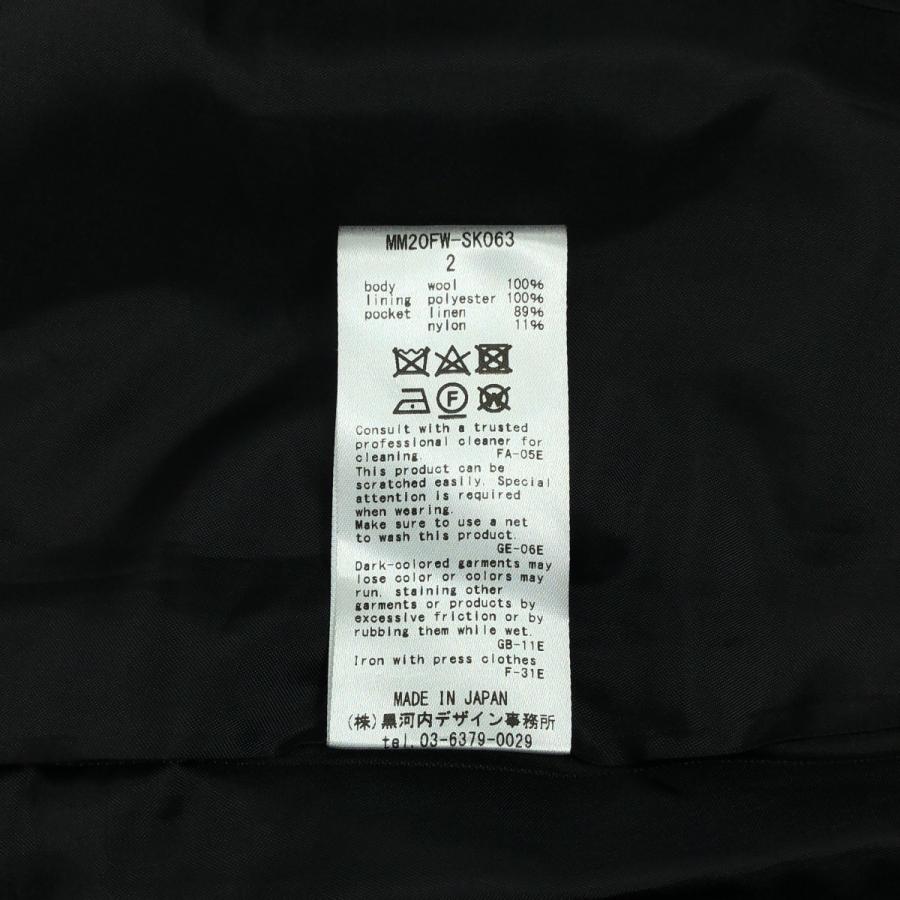 MM20FW-SK063
2
body wool 100%
lining polyester 100%
pocket linen 89%
nylon 11%
F
W
Consult with a trusted
professional cleaner for
cleaning. FA-05E
This product can be
scratched easily. Special
attention is required
when wearing.
Make sure to use a net
to wash this product.
GE-06E
Dark-colored garments may
lose color or colors may
run, staining other
garments or products by
excessive friction or by
rubbing them while wet.
GB-11E
Iron with press clothes
F-31E
MADE IN JAPAN
(株)黒河内デザイン事務所
tel.03-6379-0029